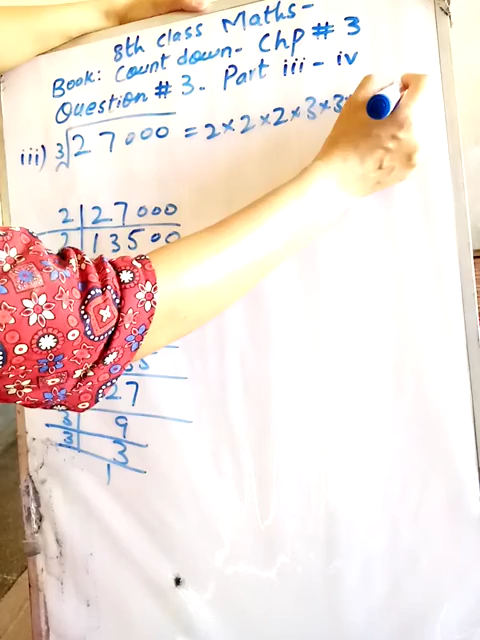 8th class Maths-
Book: Count down- Chp # 3
Question # 3. Part iii - iv
iii) ∛27000 = 2×2×2×3×3
2 | 27000
2 | 13500
27
9
3 | 3
1